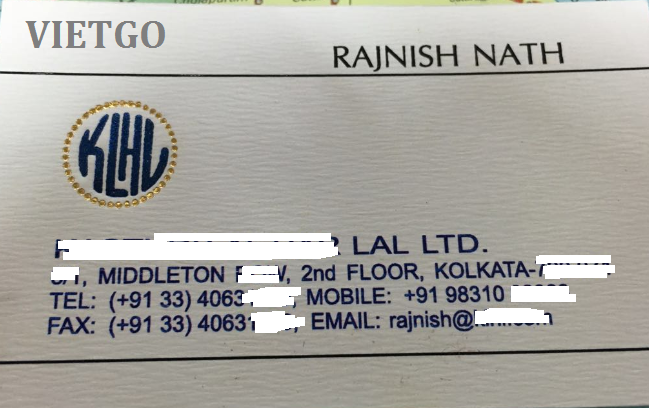 VIETGO
RAJNISH NATH
KLHL
LAL LTD.
MIDDLETON 2nd FLOOR, KOLKATA-
TEL: (+91 33) 4063 MOBILE: +91 98310
FAX: (+91 33) 4063 EMAIL: rajnish@